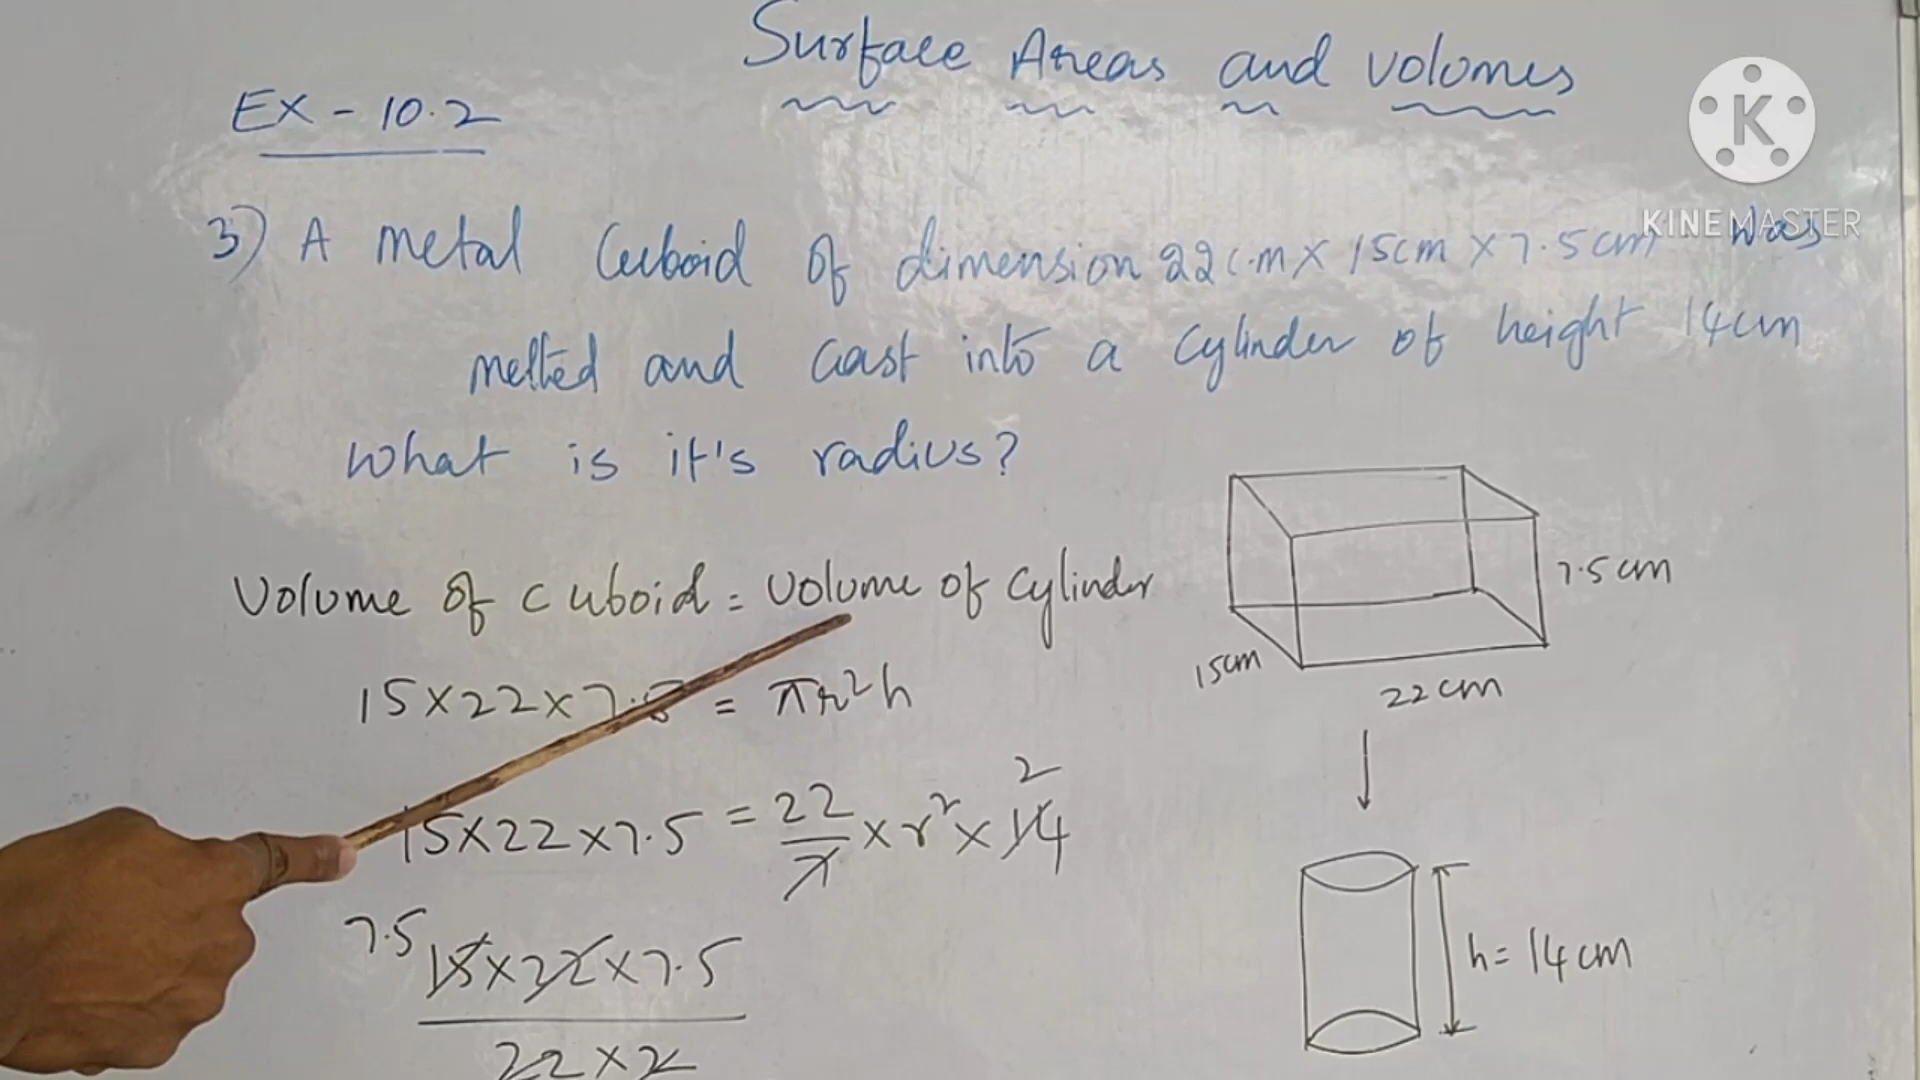 Surface Areas and Volumes
EX - 10.2
K
KINEMASTER
3) A metal Cuboid of dimension 22c.m x 15cm x 7.5cm was
melted and cast into a cylinder of height 14cm
what is it's radius?
Volume of cuboid = Volume of cylinder
15×22×7.5 = πr²h
15×22×7.5 = 22/7 × r² × 14
2
7.5 15×22×7.5
22×2
7.5cm
15cm
22cm
h= 14cm